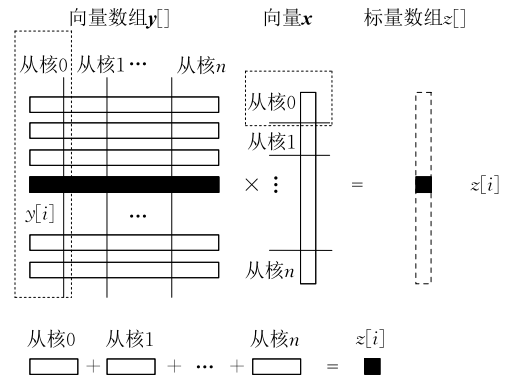 向量数组y[] 向量x 标量数组z[]
从核0 从核1 ··· 从核n
从核0
从核1
× ⋮ = z[i]
y[i] ···
从核n
从核0 从核1 从核n z[i]
+ + ··· + =